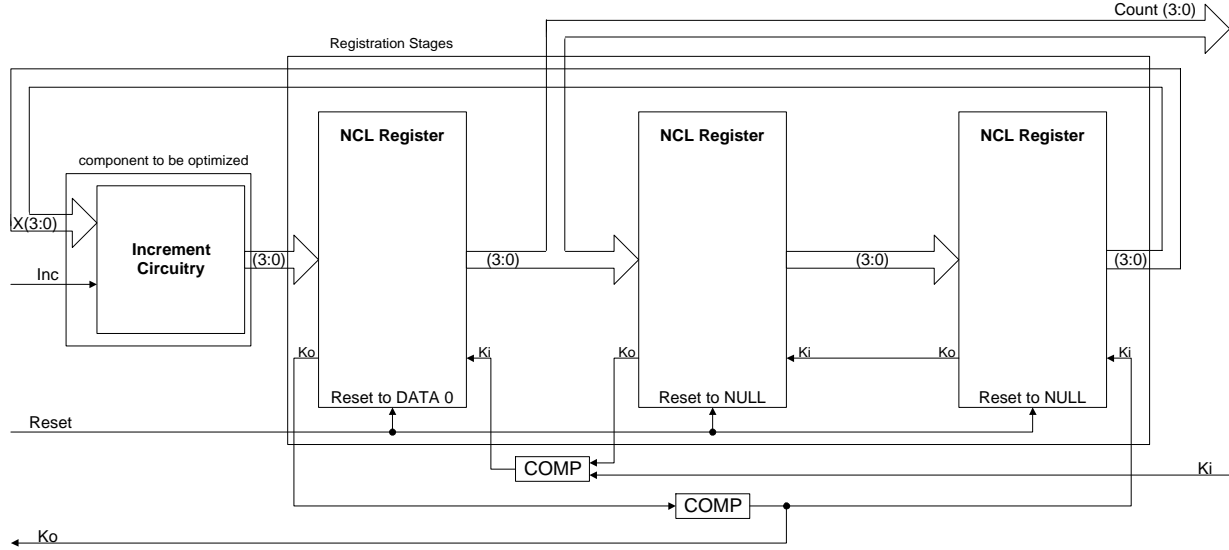 Count (3:0)
Registration Stages
NCL Register
NCL Register
NCL Register
component to be optimized
X(3:0)
Increment
Circuitry
(3:0)
(3:0)
(3:0)
(3:0)
Inc
Ko
Ki
Ko
Ki
Ko
Ki
Reset to DATA 0
Reset to NULL
Reset to NULL
Reset
COMP
Ki
COMP
Ko